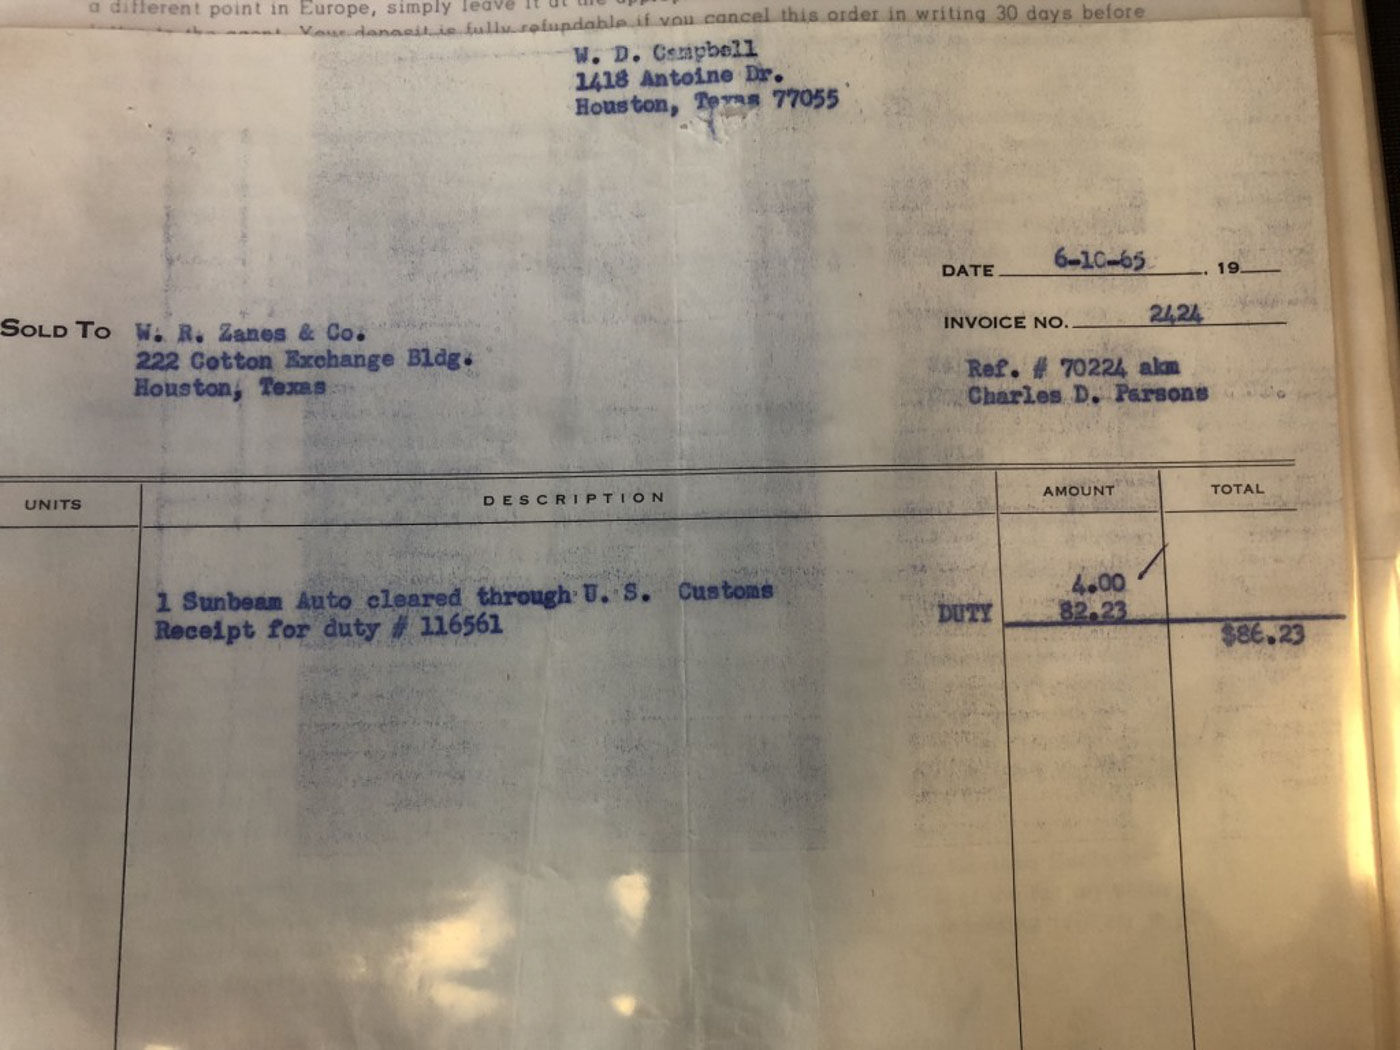 a different point in Europe, simply leave it at the
Your deposit is fully refundable if you cancel this order in writing 30 days before
W. D. Campbell
1418 Antoine Dr.
Houston, Texas 77055
DATE 6-10-65 , 19
INVOICE NO. 2424
SOLD TO W. R. Zanes & Co.
222 Cotton Exchange Bldg.
Houston, Texas
Ref. # 70224 akm
Charles D. Parsons
UNITS DESCRIPTION AMOUNT TOTAL
1 Sunbeam Auto cleared through U. S. Customs 4.00
Receipt for duty # 116561 DUTY 82.23
$86.23